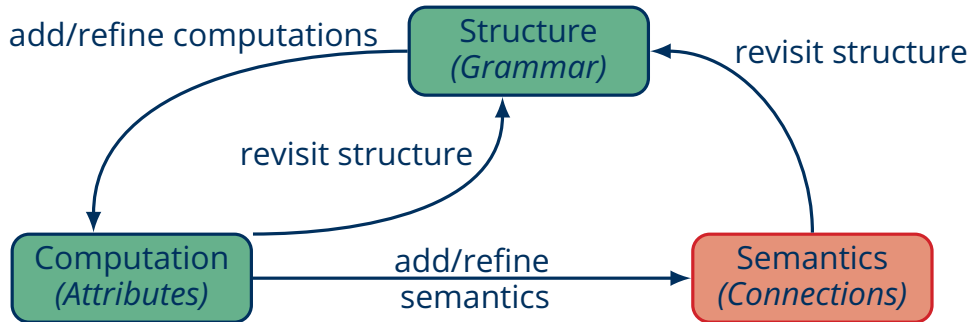 add/refine computations
Structure
(Grammar)
revisit structure
revisit structure
Computation
(Attributes)
add/refine
semantics
Semantics
(Connections)